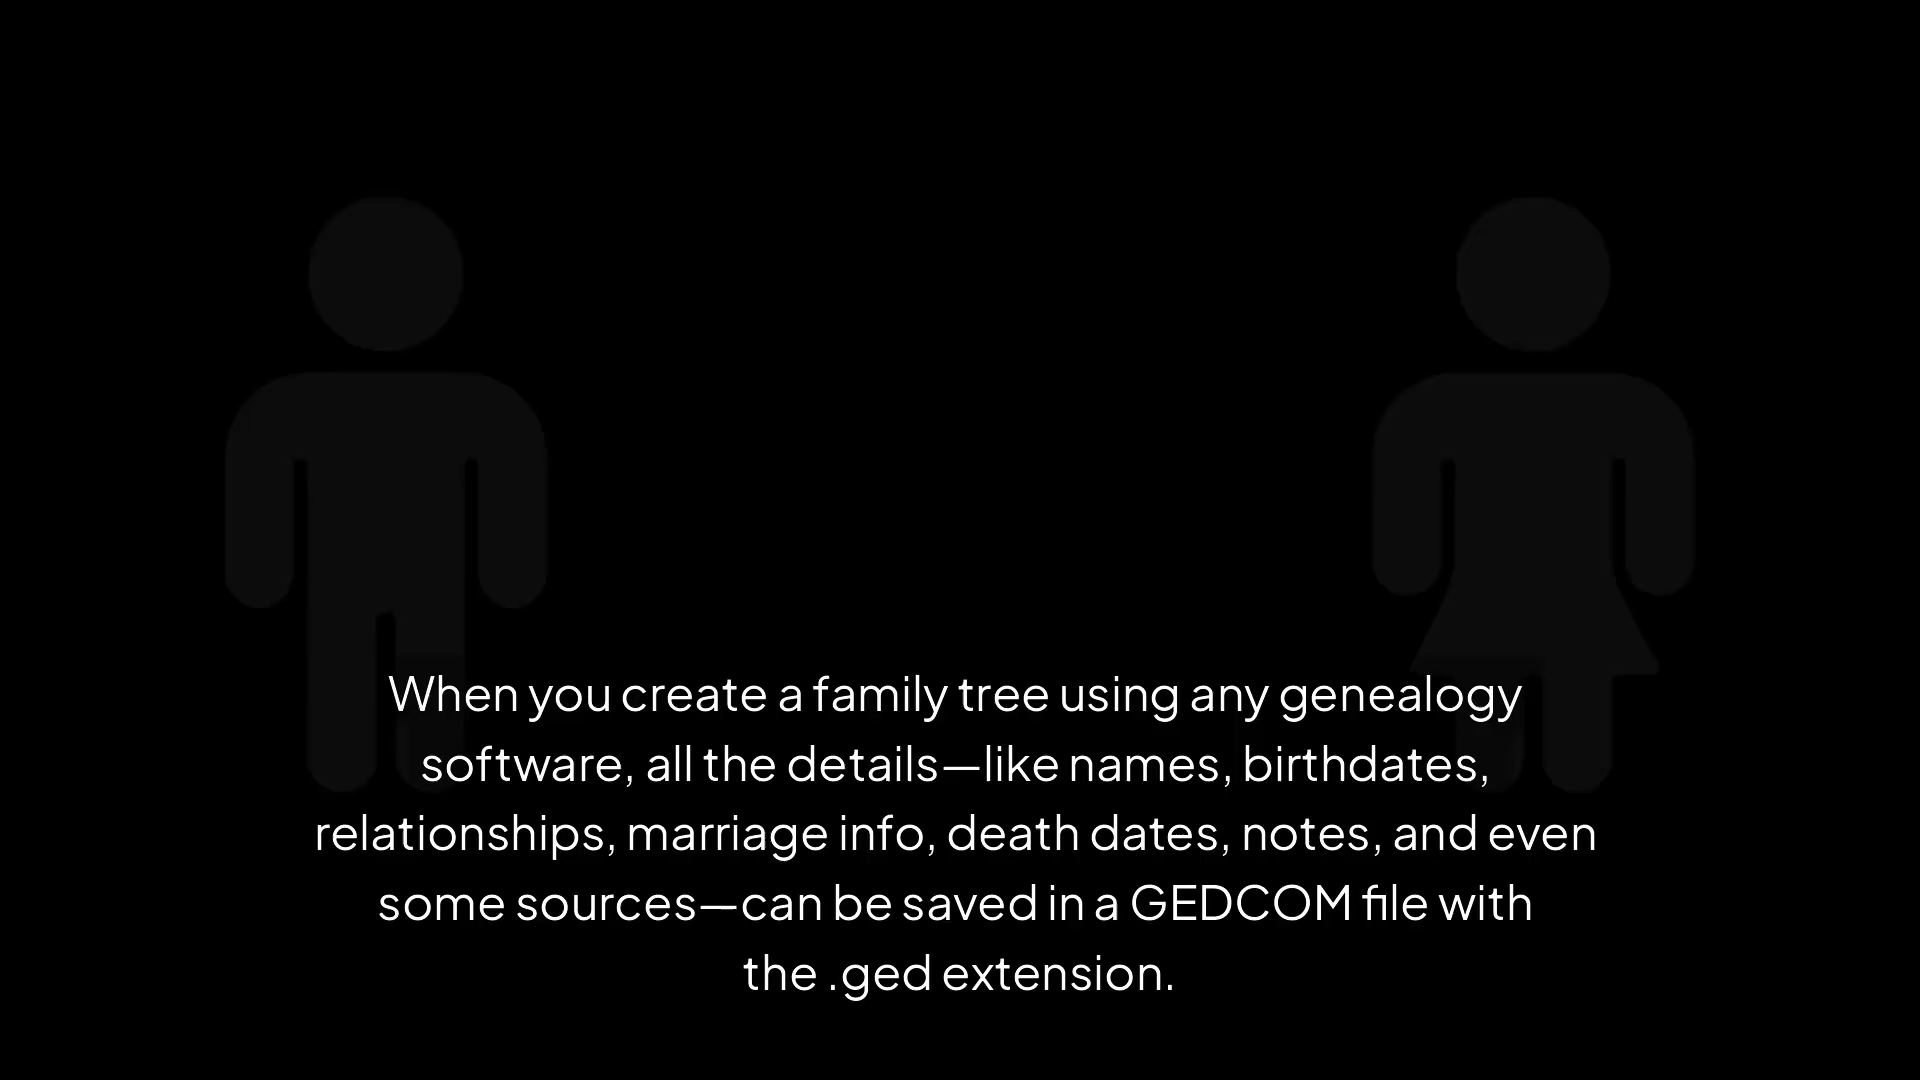 When you create a family tree using any genealogy
software, all the details—like names, birthdates,
relationships, marriage info, death dates, notes, and even
some sources—can be saved in a GEDCOM file with
the .ged extension.